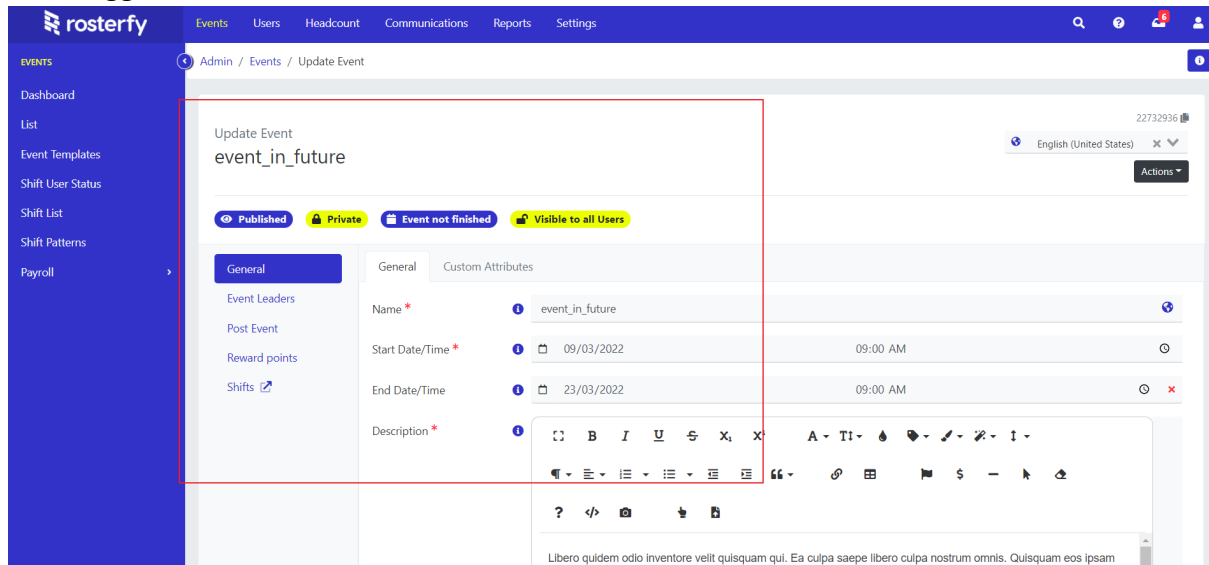 rosterfy
Events Users Headcount Communications Reports Settings
6
EVENTS
Admin / Events / Update Event
Dashboard
List
Event Templates
Shift User Status
Shift List
Shift Patterns
Payroll
22732936
Update Event
event_in_future
English (United States)
Actions
Published Private Event not finished Visible to all Users
General
Event Leaders
Post Event
Reward points
Shifts
General Custom Attributes
Name * event_in_future
Start Date/Time * 09/03/2022 09:00 AM
End Date/Time 23/03/2022 09:00 AM
Description *
Libero quidem odio inventore velit quisquam qui. Ea culpa saepe libero culpa nostrum omnis. Quisquam eos ipsam